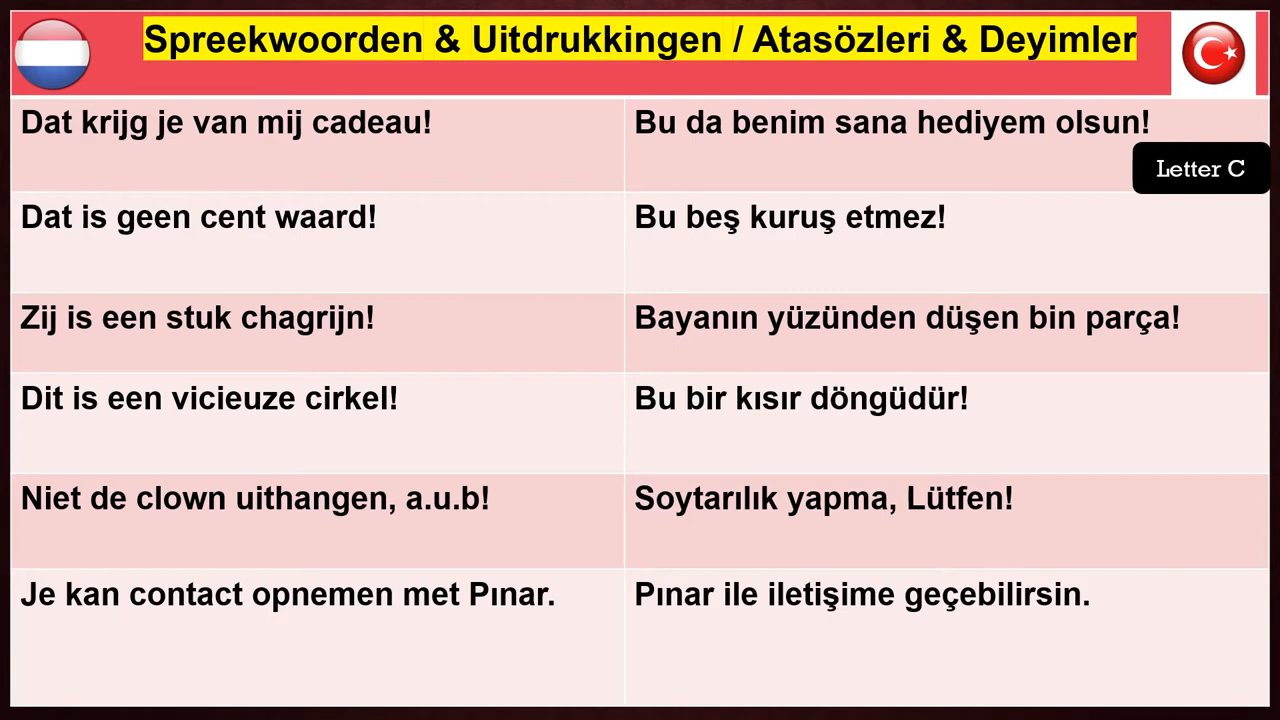 Spreekwoorden & Uitdrukkingen / Atasözleri & Deyimler
Dat krijg je van mij cadeau!
Bu da benim sana hediyem olsun!
Letter C
Dat is geen cent waard!
Bu beş kuruş etmez!
Zij is een stuk chagrijn!
Bayanın yüzünden düşen bin parça!
Dit is een vicieuze cirkel!
Bu bir kısır döngüdür!
Niet de clown uithangen, a.u.b!
Soytarılık yapma, Lütfen!
Je kan contact opnemen met Pınar.
Pınar ile iletişime geçebilirsin.